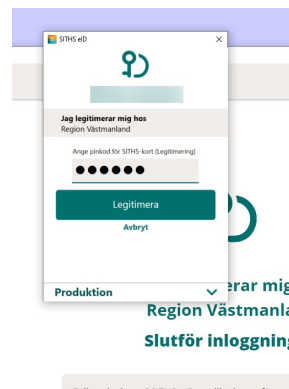 SITHS eID
Jag legitimerar mig hos
Region Västmanland
Ange pinkod för SITHS-kort (Legitimering)
Legitimera
Avbryt
Produktion
erar mig
Region Västmanla
Slutför inloggning